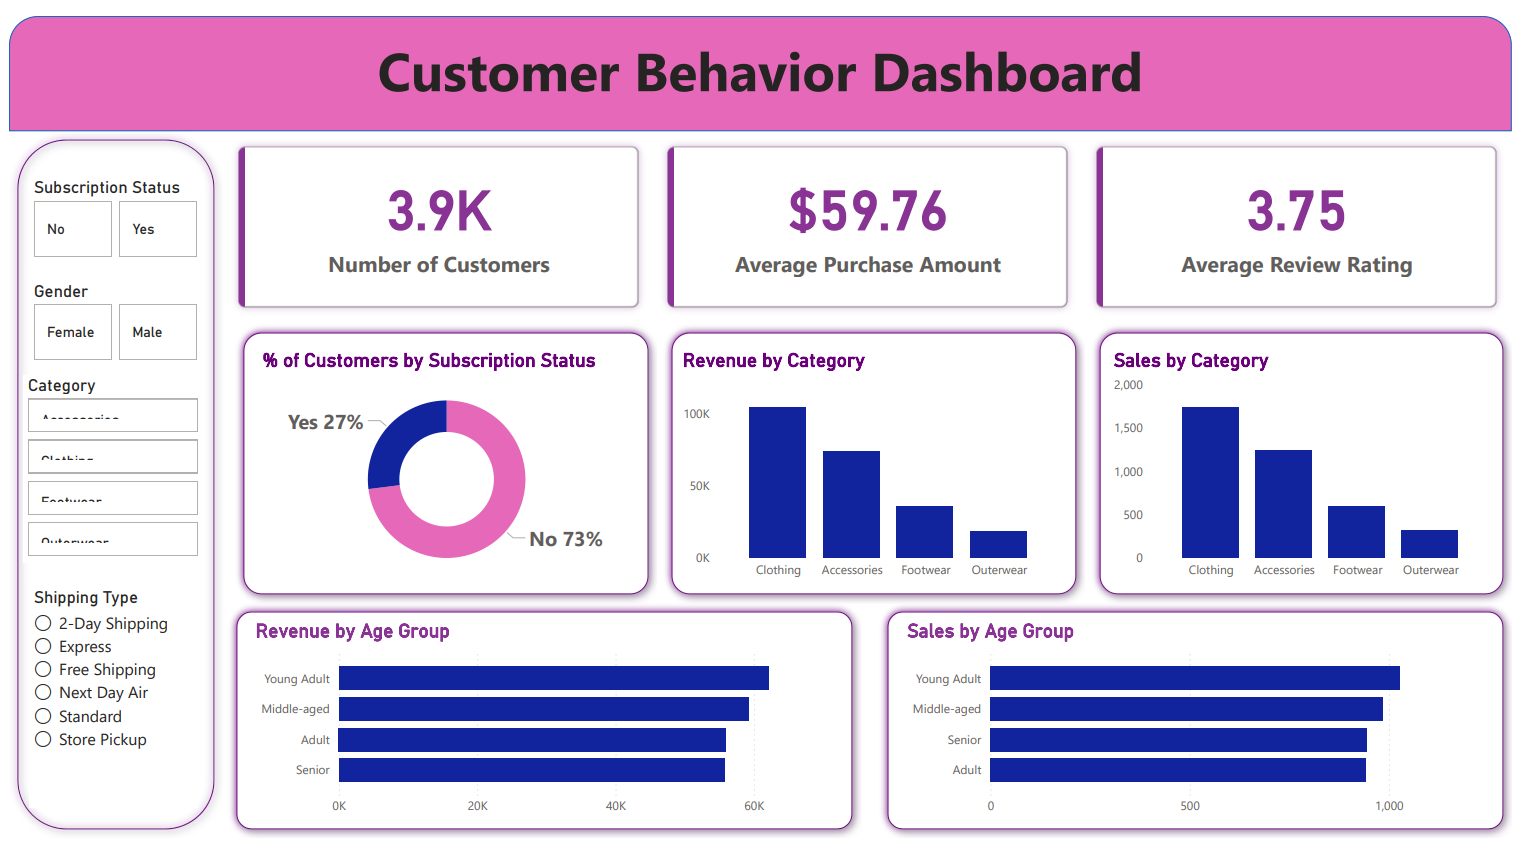 Customer Behavior Dashboard
Subscription Status
No
Yes
Gender
Female
Male
Category
Accessories
Clothing
Footwear
Outerwear
Shipping Type
2-Day Shipping
Express
Free Shipping
Next Day Air
Standard
Store Pickup
3.9K
Number of Customers
$59.76
Average Purchase Amount
3.75
Average Review Rating
% of Customers by Subscription Status
Yes 27%
No 73%
Revenue by Category
100K
50K
0K
Clothing Accessories Footwear Outerwear
Sales by Category
2,000
1,500
1,000
500
0
Clothing Accessories Footwear Outerwear
Revenue by Age Group
Young Adult
Middle-aged
Adult
Senior
0K 20K 40K 60K
Sales by Age Group
Young Adult
Middle-aged
Senior
Adult
0 500 1,000